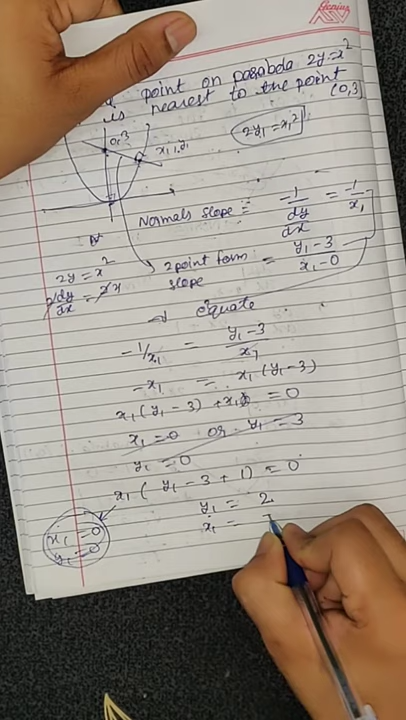 point on parabola 2y=x²
is nearest to the point
(0,3)
0,3
x₁,y₁
2y₁=x₁²
Normals slope = -1/(dy/dx) = -1/x₁
2y=x²
2dy/dx = 2x
2 point form slope = (y₁-3)/(x₁-0)
equate
-1/x₁ = (y₁-3)/x₁
-x₁ = x₁(y₁-3)
x₁(y₁-3) + x₁ = 0
x₁=0 or y₁=3
y₁=0
x₁(y₁-3+1)=0
y₁ = 2
x₁ =
x₁=0
y₁=0